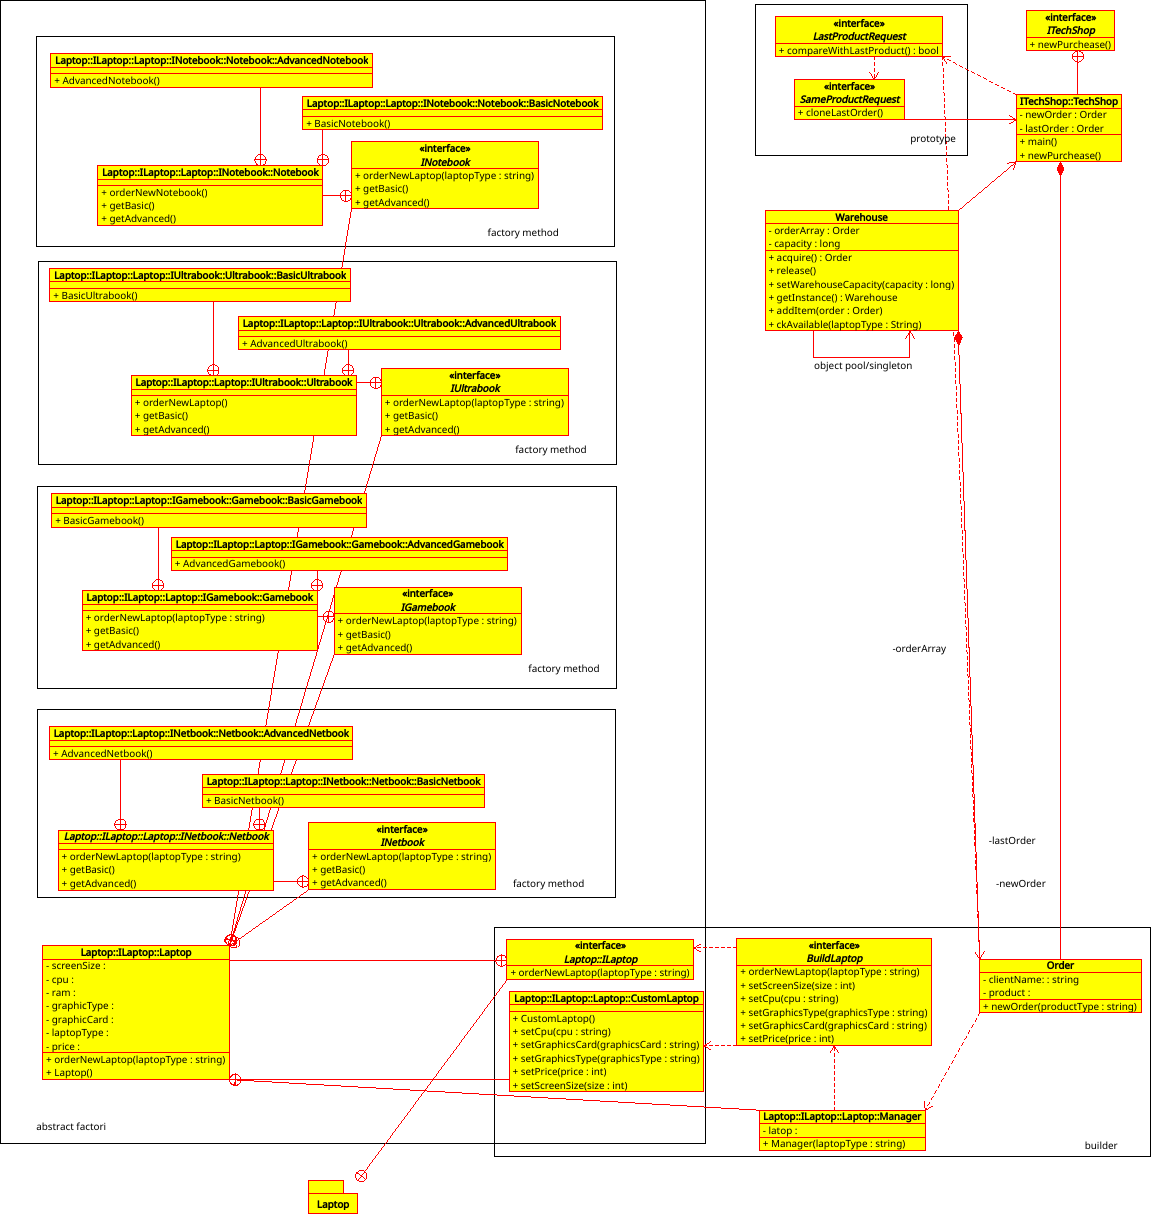 Laptop::ILaptop::Laptop::INotebook::Notebook::AdvancedNotebook
+ AdvancedNotebook()
Laptop::ILaptop::Laptop::INotebook::Notebook::BasicNotebook
+ BasicNotebook()
Laptop::ILaptop::Laptop::INotebook::Notebook
+ orderNewNotebook()
+ getBasic()
+ getAdvanced()
«interface»
INotebook
+ orderNewLaptop(laptopType : string)
+ getBasic()
+ getAdvanced()
factory method
Laptop::ILaptop::Laptop::IUltrabook::Ultrabook::BasicUltrabook
+ BasicUltrabook()
Laptop::ILaptop::Laptop::IUltrabook::Ultrabook::AdvancedUltrabook
+ AdvancedUltrabook()
Laptop::ILaptop::Laptop::IUltrabook::Ultrabook
+ orderNewLaptop()
+ getBasic()
+ getAdvanced()
«interface»
IUltrabook
+ orderNewLaptop(laptopType : string)
+ getBasic()
+ getAdvanced()
factory method
Laptop::ILaptop::Laptop::IGamebook::Gamebook::BasicGamebook
+ BasicGamebook()
Laptop::ILaptop::Laptop::IGamebook::Gamebook::AdvancedGamebook
+ AdvancedGamebook()
Laptop::ILaptop::Laptop::IGamebook::Gamebook
+ orderNewLaptop(laptopType : string)
+ getBasic()
+ getAdvanced()
«interface»
IGamebook
+ orderNewLaptop(laptopType : string)
+ getBasic()
+ getAdvanced()
factory method
Laptop::ILaptop::Laptop::INetbook::Netbook::AdvancedNetbook
+ AdvancedNetbook()
Laptop::ILaptop::Laptop::INetbook::Netbook::BasicNetbook
+ BasicNetbook()
Laptop::ILaptop::Laptop::INetbook::Netbook
+ orderNewLaptop(laptopType : string)
+ getBasic()
+ getAdvanced()
«interface»
INetbook
+ orderNewLaptop(laptopType : string)
+ getBasic()
+ getAdvanced()
factory method
Laptop::ILaptop::Laptop
- screenSize :
- cpu :
- ram :
- graphicType :
- graphicCard :
- laptopType :
- price :
+ orderNewLaptop(laptopType : string)
+ Laptop()
abstract factori
Laptop
«interface»
LastProductRequest
+ compareWithLastProduct() : bool
«interface»
SameProductRequest
+ cloneLastOrder()
prototype
«interface»
ITechShop
+ newPurchease()
ITechShop::TechShop
- newOrder : Order
- lastOrder : Order
+ main()
+ newPurchease()
Warehouse
- orderArray : Order
- capacity : long
+ acquire() : Order
+ release()
+ setWarehouseCapacity(capacity : long)
+ getInstance() : Warehouse
+ addItem(order : Order)
+ ckAvailable(laptopType : String)
object pool/singleton
-orderArray
-lastOrder
-newOrder
«interface»
Laptop::ILaptop
+ orderNewLaptop(laptopType : string)
Laptop::ILaptop::Laptop::CustomLaptop
+ CustomLaptop()
+ setCpu(cpu : string)
+ setGraphicsCard(graphicsCard : string)
+ setGraphicsType(graphicsType : string)
+ setPrice(price : int)
+ setScreenSize(size : int)
«interface»
BuildLaptop
+ orderNewLaptop(laptopType : string)
+ setScreenSize(size : int)
+ setCpu(cpu : string)
+ setGraphicsType(graphicsType : string)
+ setGraphicsCard(graphicsCard : string)
+ setPrice(price : int)
Order
- clientName: : string
- product :
+ newOrder(productType : string)
Laptop::ILaptop::Laptop::Manager
- latop :
+ Manager(laptopType : string)
builder